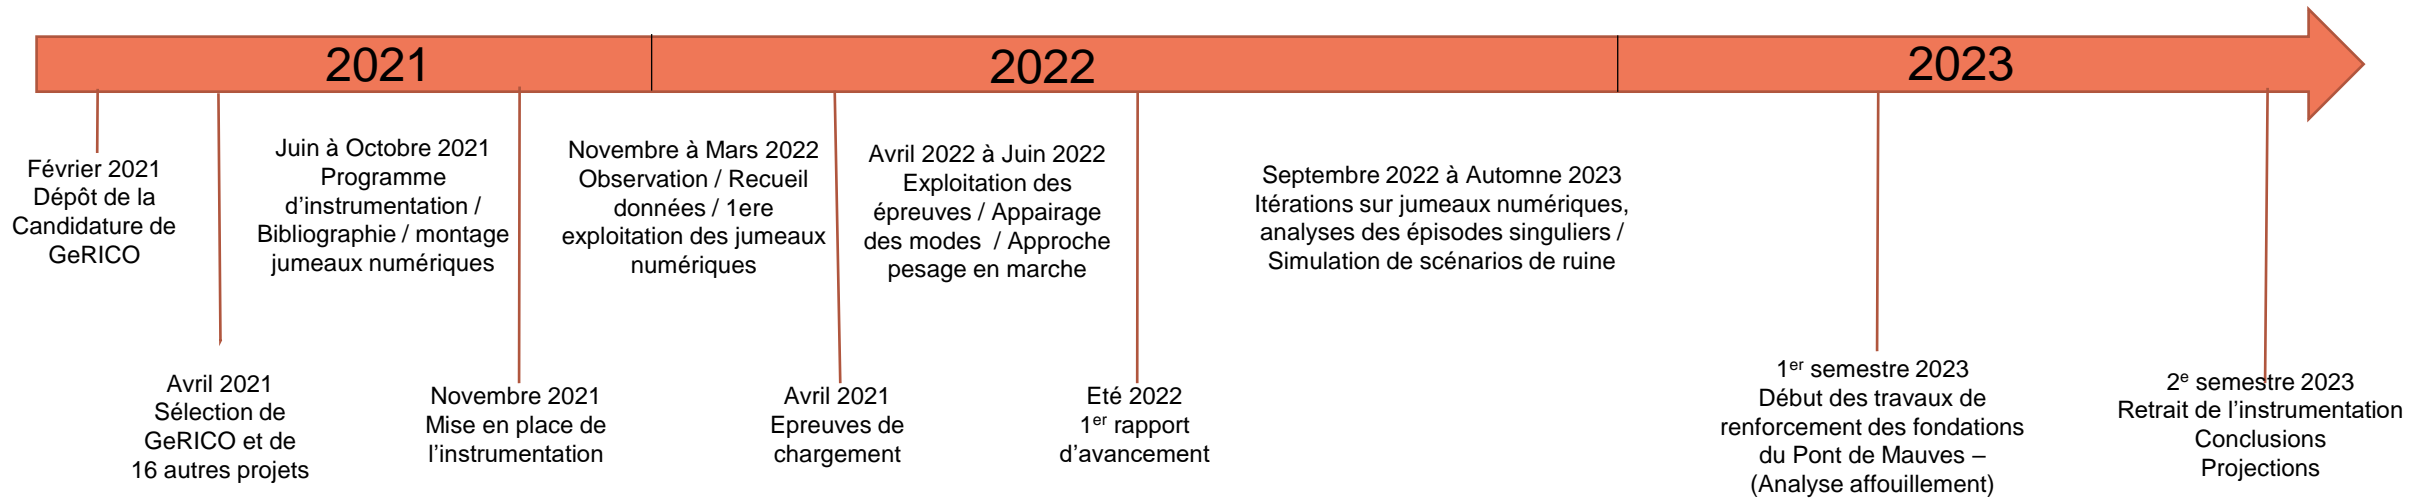 2021
2022
2023
Février 2021
Dépôt de la
Candidature de
GeRICO
Avril 2021
Sélection de
GeRICO et de
16 autres projets
Juin à Octobre 2021
Programme
d’instrumentation /
Bibliographie / montage
jumeaux numériques
Novembre 2021
Mise en place de
l’instrumentation
Novembre à Mars 2022
Observation / Recueil
données / 1ere
exploitation des jumeaux
numériques
Avril 2021
Epreuves de
chargement
Avril 2022 à Juin 2022
Exploitation des
épreuves / Appairage
des modes / Approche
pesage en marche
Eté 2022
1er rapport
d’avancement
Septembre 2022 à Automne 2023
Itérations sur jumeaux numériques,
analyses des épisodes singuliers /
Simulation de scénarios de ruine
1er semestre 2023
Début des travaux de
renforcement des fondations
du Pont de Mauves –
(Analyse affouillement)
2e semestre 2023
Retrait de l’instrumentation
Conclusions
Projections